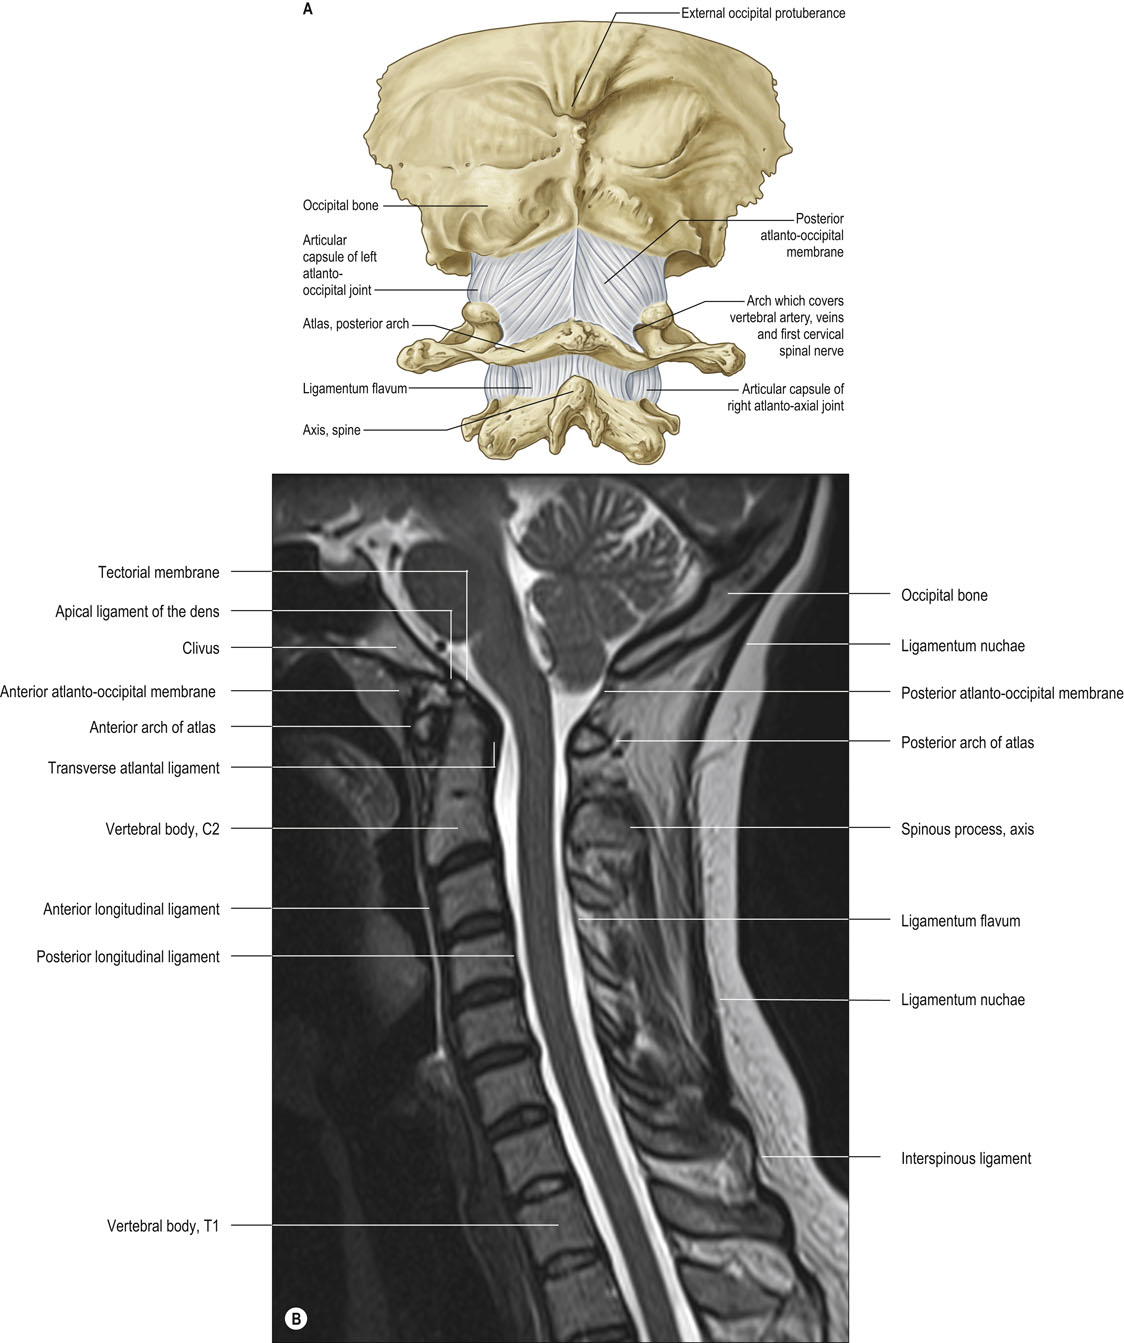 A
External occipital protuberance
Occipital bone
Posterior
atlanto-occipital
membrane
Articular
capsule of left
atlanto-
occipital joint
Arch which covers
vertebral artery, veins
and first cervical
spinal nerve
Atlas, posterior arch
Ligamentum flavum
Articular capsule of
right atlanto-axial joint
Axis, spine
Tectorial membrane
Apical ligament of the dens
Clivus
Anterior atlanto-occipital membrane
Anterior arch of atlas
Transverse atlantal ligament
Vertebral body, C2
Anterior longitudinal ligament
Posterior longitudinal ligament
Vertebral body, T1
Occipital bone
Ligamentum nuchae
Posterior atlanto-occipital membrane
Posterior arch of atlas
Spinous process, axis
Ligamentum flavum
Ligamentum nuchae
Interspinous ligament
B